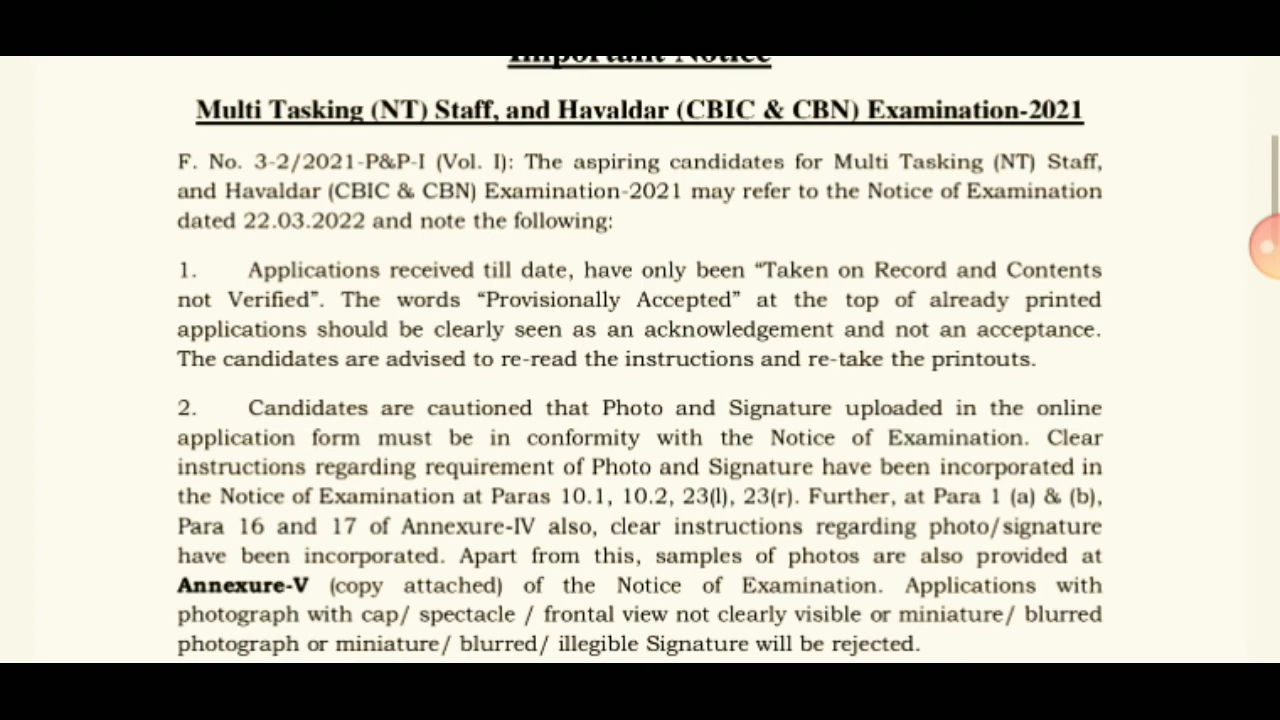 Important Notice
Multi Tasking (NT) Staff, and Havaldar (CBIC & CBN) Examination-2021
F. No. 3-2/2021-P&P-I (Vol. I): The aspiring candidates for Multi Tasking (NT) Staff,
and Havaldar (CBIC & CBN) Examination-2021 may refer to the Notice of Examination
dated 22.03.2022 and note the following:
1. Applications received till date, have only been “Taken on Record and Contents
not Verified”. The words “Provisionally Accepted” at the top of already printed
applications should be clearly seen as an acknowledgement and not an acceptance.
The candidates are advised to re-read the instructions and re-take the printouts.
2. Candidates are cautioned that Photo and Signature uploaded in the online
application form must be in conformity with the Notice of Examination. Clear
instructions regarding requirement of Photo and Signature have been incorporated in
the Notice of Examination at Paras 10.1, 10.2, 23(l), 23(r). Further, at Para 1 (a) & (b),
Para 16 and 17 of Annexure-IV also, clear instructions regarding photo/signature
have been incorporated. Apart from this, samples of photos are also provided at
Annexure-V (copy attached) of the Notice of Examination. Applications with
photograph with cap/ spectacle / frontal view not clearly visible or miniature/ blurred
photograph or miniature/ blurred/ illegible Signature will be rejected.